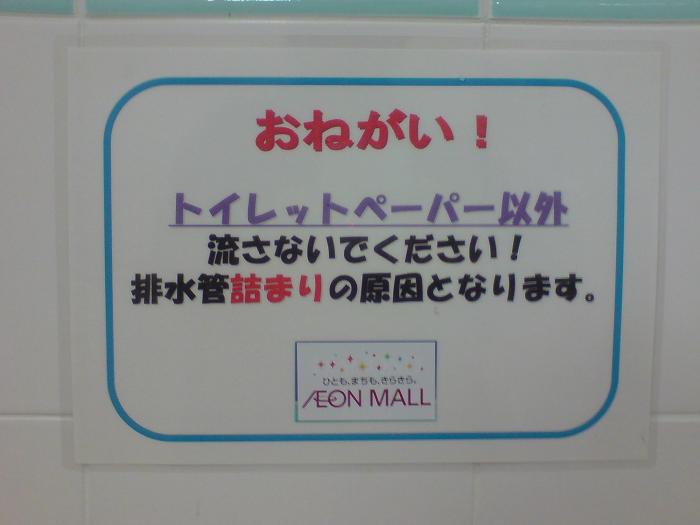 おねがい！
トイレットペーパー以外
流さないでください！
排水管詰まりの原因となります。
ひとも、まちも、きらきら。
ÆON MALL